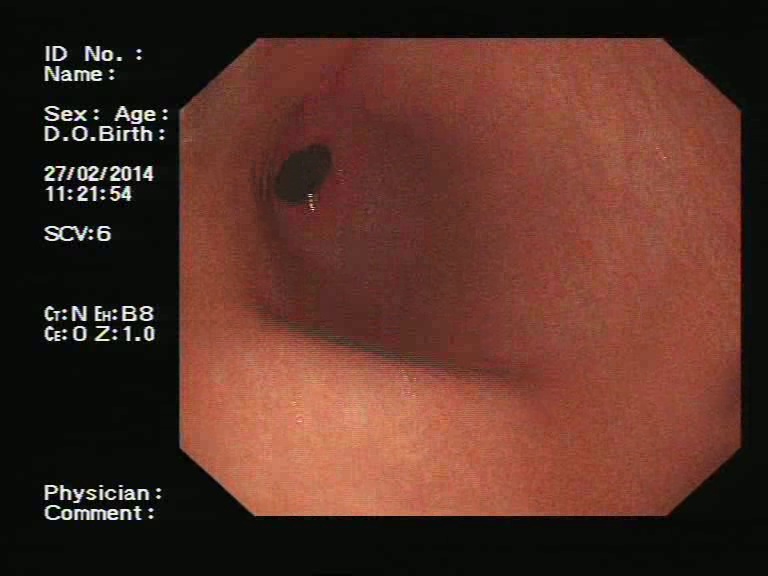 ID No. :
Name:
Sex: Age:
D.O.Birth:
27/02/2014
11:21:54
SCV:6
CT:N EH:B8
CE:0 Z:1.0
Physician:
Comment: